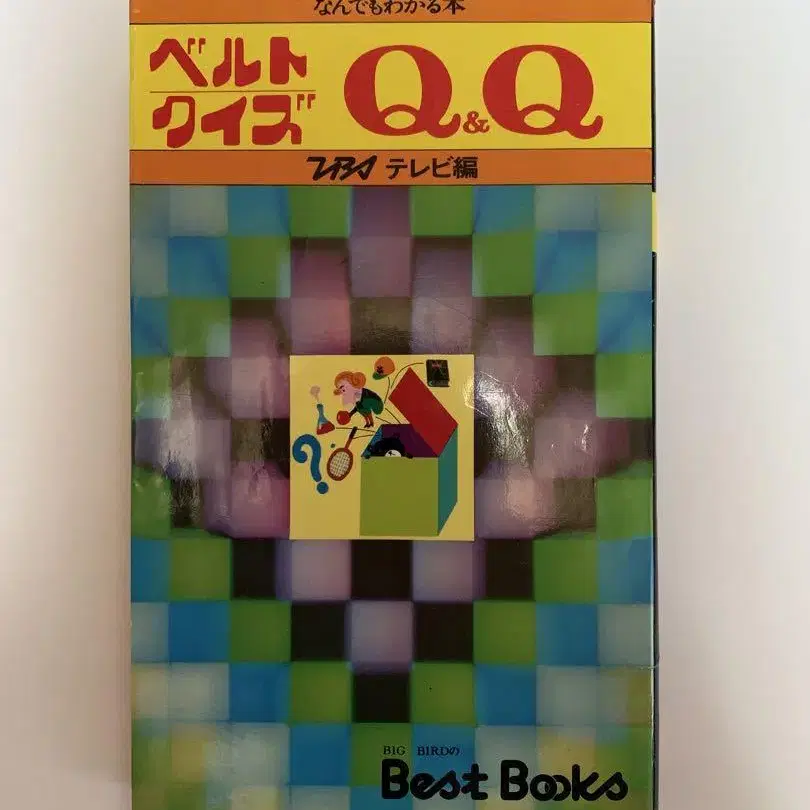 なんでもわかる本
ベルト
クイズ Q&Q
TBS テレビ編
?
BIG BIRDの
Best Books